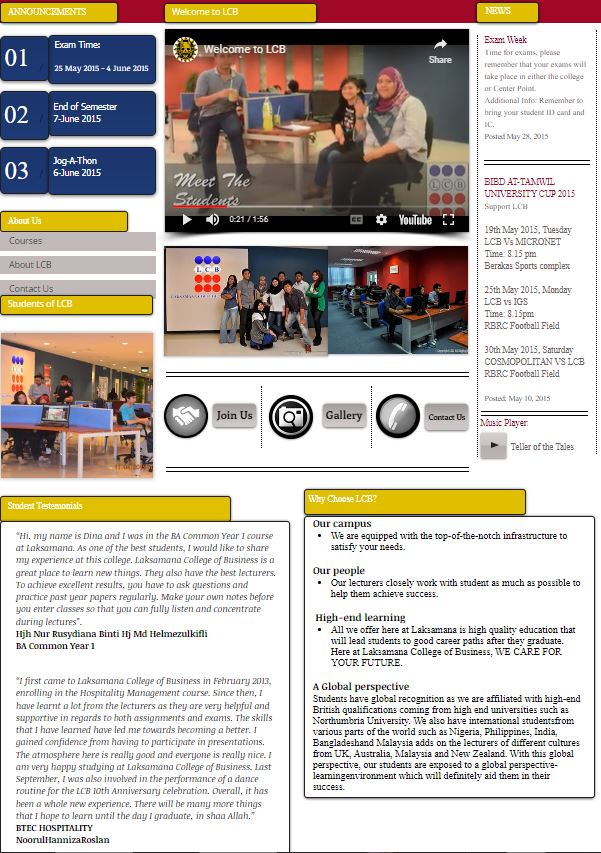 ANNOUNCEMENTS
01
Exam Time:
25 May 2015 - 4 June 2015
02
End of Semester
7-June 2015
03
Jog-A-Thon
6-June 2015
About Us
Courses
About LCB
Contact Us
Students of LCB
Welcome to LCB
Welcome to LCB
Share
Meet The
Students
LCB
0:21 / 1:56
CC
YouTube
L C B
LAKSAMANA COLLEGE
Join Us
Gallery
Contact Us
NEWS
Exam Week
Time for exams, please
remember that your exams will
take place in either the college
or Center Point.
Additional Info: Remember to
bring your student ID card and
IC.
Posted May 28, 2015
BIBD AT-TAMWIL
UNIVERSITY CUP 2015
Support LCB
19th May 2015, Tuesday
LCB Vs MICRONET
Time: 8.15 pm
Berakas Sports complex
25th May 2015, Monday
LCB vs IGS
Time: 8.15pm
RBRC Football Field
30th May 2015, Saturday
COSMOPOLITAN VS LCB
RBRC Football Field
Posted: May 10, 2015
Music Player:
Teller of the Tales
Student Testemonials
"Hi. my name is Dina and I was in the BA Common Year 1 course
at Laksamana. As one of the best students, I would like to share
my experience at this college. Laksamana College of Business is a
great place to learn new things. They also have the best lecturers.
To achieve excellent results, you have to ask questions and
practice past year papers regularly. Make your own notes before
you enter classes so that you can fully listen and concentrate
during lectures".
Hjh Nur Rusydiana Binti Hj Md Helmezulkifli
BA Common Year 1
"I first came to Laksamana College of Business in February 2013,
enrolling in the Hospitality Management course. Since then, I
have learnt a lot from the lecturers as they are very helpful and
supportive in regards to both assignments and exams. The skills
that I have learned have led me towards becoming a better. I
gained confidence from having to participate in presentations.
The atmosphere here is really good and everyone is really nice. I
am very happy studying at Laksamana College of Business. Last
September, I was also involved in the performance of a dance
routine for the LCB 10th Anniversary celebration. Overall, it has
been a whole new experience. There will be many more things
that I hope to learn until the day I graduate, in shaa Allah."
BTEC HOSPITALITY
NoorulHannizaRoslan
Why Choose LCB?
Our campus
• We are equipped with the top-of-the-notch infrastructure to
satisfy your needs.
Our people
• Our lecturers closely work with student as much as possible to
help them achieve success.
High-end learning
• All we offer here at Laksamana is high quality education that
will lead students to good career paths after they graduate.
Here at Laksamana College of Business, WE CARE FOR
YOUR FUTURE.
A Global perspective
Students have global recognition as we are affiliated with high-end
British qualifications coming from high end universities such as
Northumbria University. We also have international studentsfrom
various parts of the world such as Nigeria, Philippines, India,
Bangladeshand Malaysia adds on the lecturers of different cultures
from UK, Australia, Malaysia and New Zealand. With this global
perspective, our students are exposed to a global perspective-
learningenvironment which will definitely aid them in their
success.